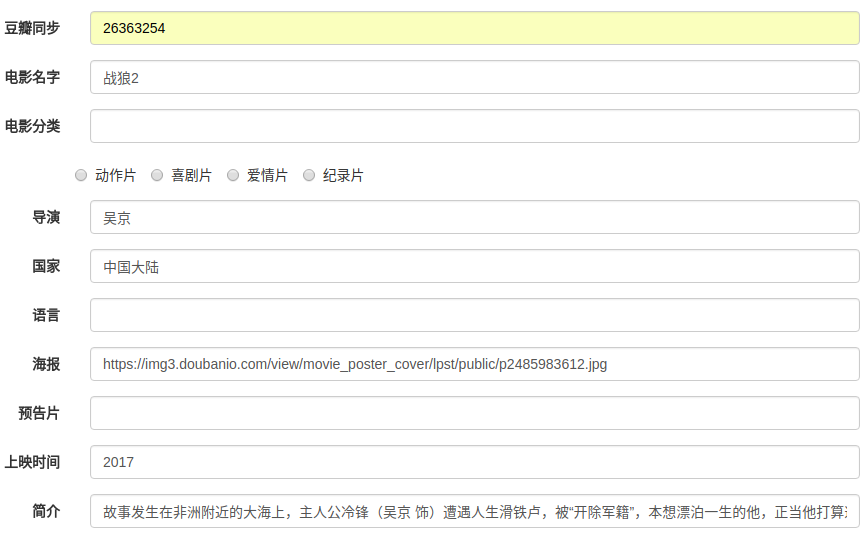 豆瓣同步 26363254
电影名字 战狼2
电影分类
动作片 喜剧片 爱情片 纪录片
导演 吴京
国家 中国大陆
语言
海报 https://img3.doubanio.com/view/movie_poster_cover/lpst/public/p2485983612.jpg
预告片
上映时间 2017
简介 故事发生在非洲附近的大海上，主人公冷锋（吴京 饰）遭遇人生滑铁卢，被“开除军籍”，本想漂泊一生的他，正当他打算